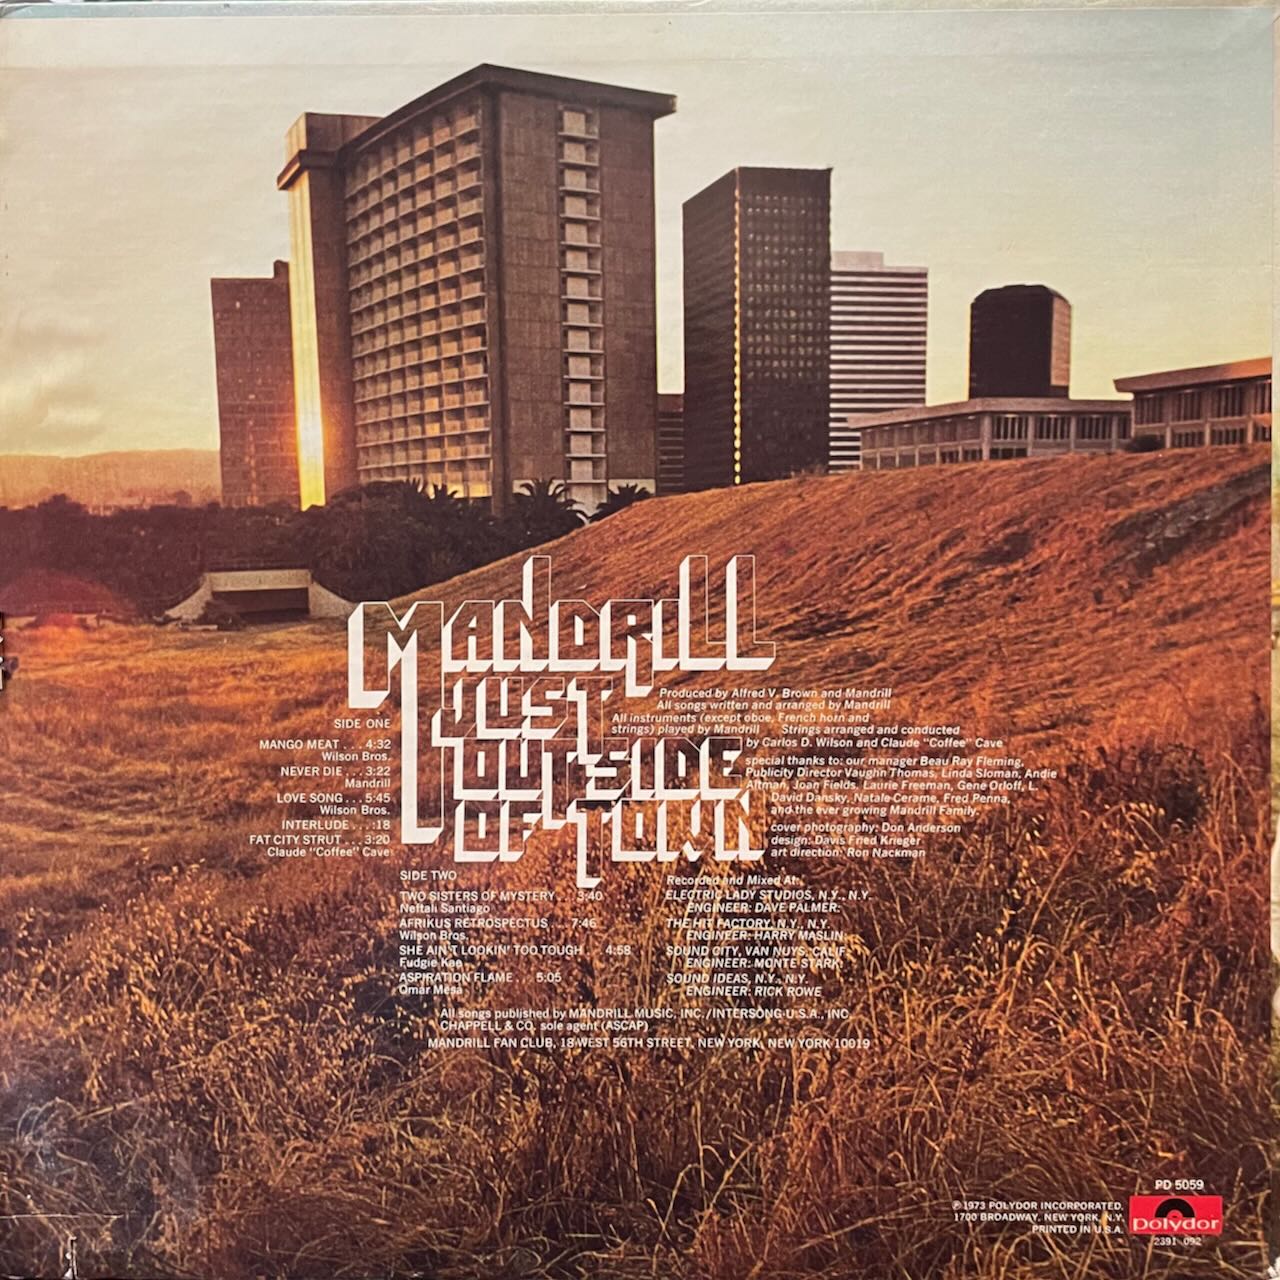 MANDRILL
JUST
OUTSIDE
OF TOWN
Produced by Alfred V. Brown and Mandrill
All songs written and arranged by Mandrill
All instruments (except oboe, French horn and
strings) played by Mandrill Strings arranged and conducted
by Carlos D. Wilson and Claude "Coffee" Cave
special thanks to: our manager Beau Ray Fleming,
Publicity Director Vaughn Thomas, Linda Sloman, Andie
Altman, Joan Fields, Laurie Freeman, Gene Orloff, L.
David Dansky, Natale Cerame, Fred Penna,
and the ever growing Mandrill Family.
cover photography: Don Anderson
design: Davis Fried Krieger
art direction: Ron Nackman
SIDE ONE
MANGO MEAT . . . 4:32
Wilson Bros.
NEVER DIE . . . 3:22
Mandrill
LOVE SONG . . . 5:45
Wilson Bros.
INTERLUDE . . . :18
FAT CITY STRUT . . . 3:20
Claude "Coffee" Cave
SIDE TWO
TWO SISTERS OF MYSTERY . . . 3:40
Neftali Santiago
AFRIKUS RETROSPECTUS . . . 7:46
Wilson Bros.
SHE AIN'T LOOKIN' TOO TOUGH . . . 4:58
Fudgie Kae
ASPIRATION FLAME . . . 5:05
Omar Mesa
Recorded and Mixed At:
ELECTRIC LADY STUDIOS, N.Y., N.Y.
ENGINEER: DAVE PALMER
THE HIT FACTORY, N.Y., N.Y.
ENGINEER: HARRY MASLIN
SOUND CITY, VAN NUYS, CALIF.
ENGINEER: MONTE STARK
SOUND IDEAS, N.Y., N.Y.
ENGINEER: RICK ROWE
All songs published by MANDRILL MUSIC, INC./INTERSONG-U.S.A., INC.
CHAPPELL & CO. sole agent (ASCAP)
MANDRILL FAN CLUB, 18 WEST 56TH STREET, NEW YORK, NEW YORK 10019
PD 5059
℗ 1973 POLYDOR INCORPORATED,
1700 BROADWAY, NEW YORK, N.Y.
PRINTED IN U.S.A.
polydor
2391 092